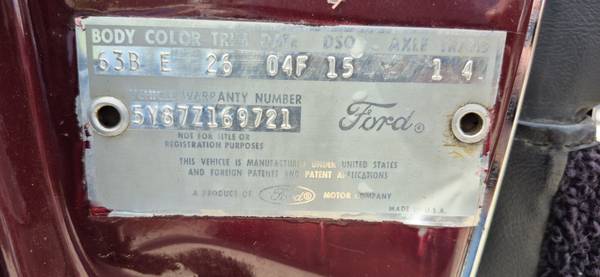 BODY COLOR TRIM DATE DSO AXLE TRANS
63B E 26 04F 15 1 4
VEHICLE WARRANTY NUMBER
5Y87Z169721
Ford®
NOT FOR TITLE OR
REGISTRATION PURPOSES
THIS VEHICLE IS MANUFACTURED UNDER UNITED STATES
AND FOREIGN PATENTS AND PATENT APPLICATIONS
A PRODUCT OF Ford® MOTOR COMPANY
MADE IN U.S.A.